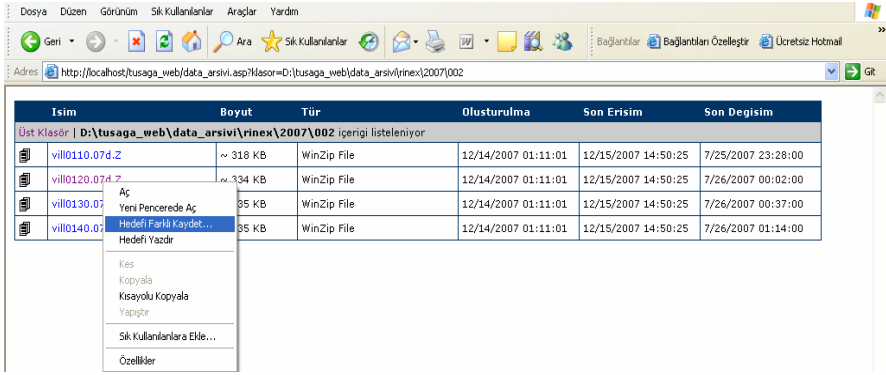 Dosya Düzen Görünüm Sık Kullanılanlar Araçlar Yardım
Geri Ara Sık Kullanılanlar W Bağlantılar Bağlantıları Özelleştir Ücretsiz Hotmail »
Adres http://localhost/tusaga_web/data_arsivi.asp?klasor=D:\tusaga_web\data_arsivi\rinex\2007\002 Git
Isim Boyut Tür Olusturulma Son Erisim Son Degisim
Üst Klasör | D:\tusaga_web\data_arsivi\rinex\2007\002 içerigi listeleniyor
vill0110.07d.Z ~ 318 KB WinZip File 12/14/2007 01:11:01 12/15/2007 14:50:25 7/25/2007 23:28:00
vill0120.07d.Z ~ 334 KB WinZip File 12/14/2007 01:11:01 12/15/2007 14:50:25 7/26/2007 00:02:00
vill0130.07 35 KB WinZip File 12/14/2007 01:11:01 12/15/2007 14:50:25 7/26/2007 00:37:00
vill0140.07 35 KB WinZip File 12/14/2007 01:11:01 12/15/2007 14:50:25 7/26/2007 01:14:00
Aç
Yeni Pencerede Aç
Hedefi Farklı Kaydet...
Hedefi Yazdır
Kes
Kopyala
Kısayolu Kopyala
Yapıştır
Sık Kullanılanlara Ekle...
Özellikler